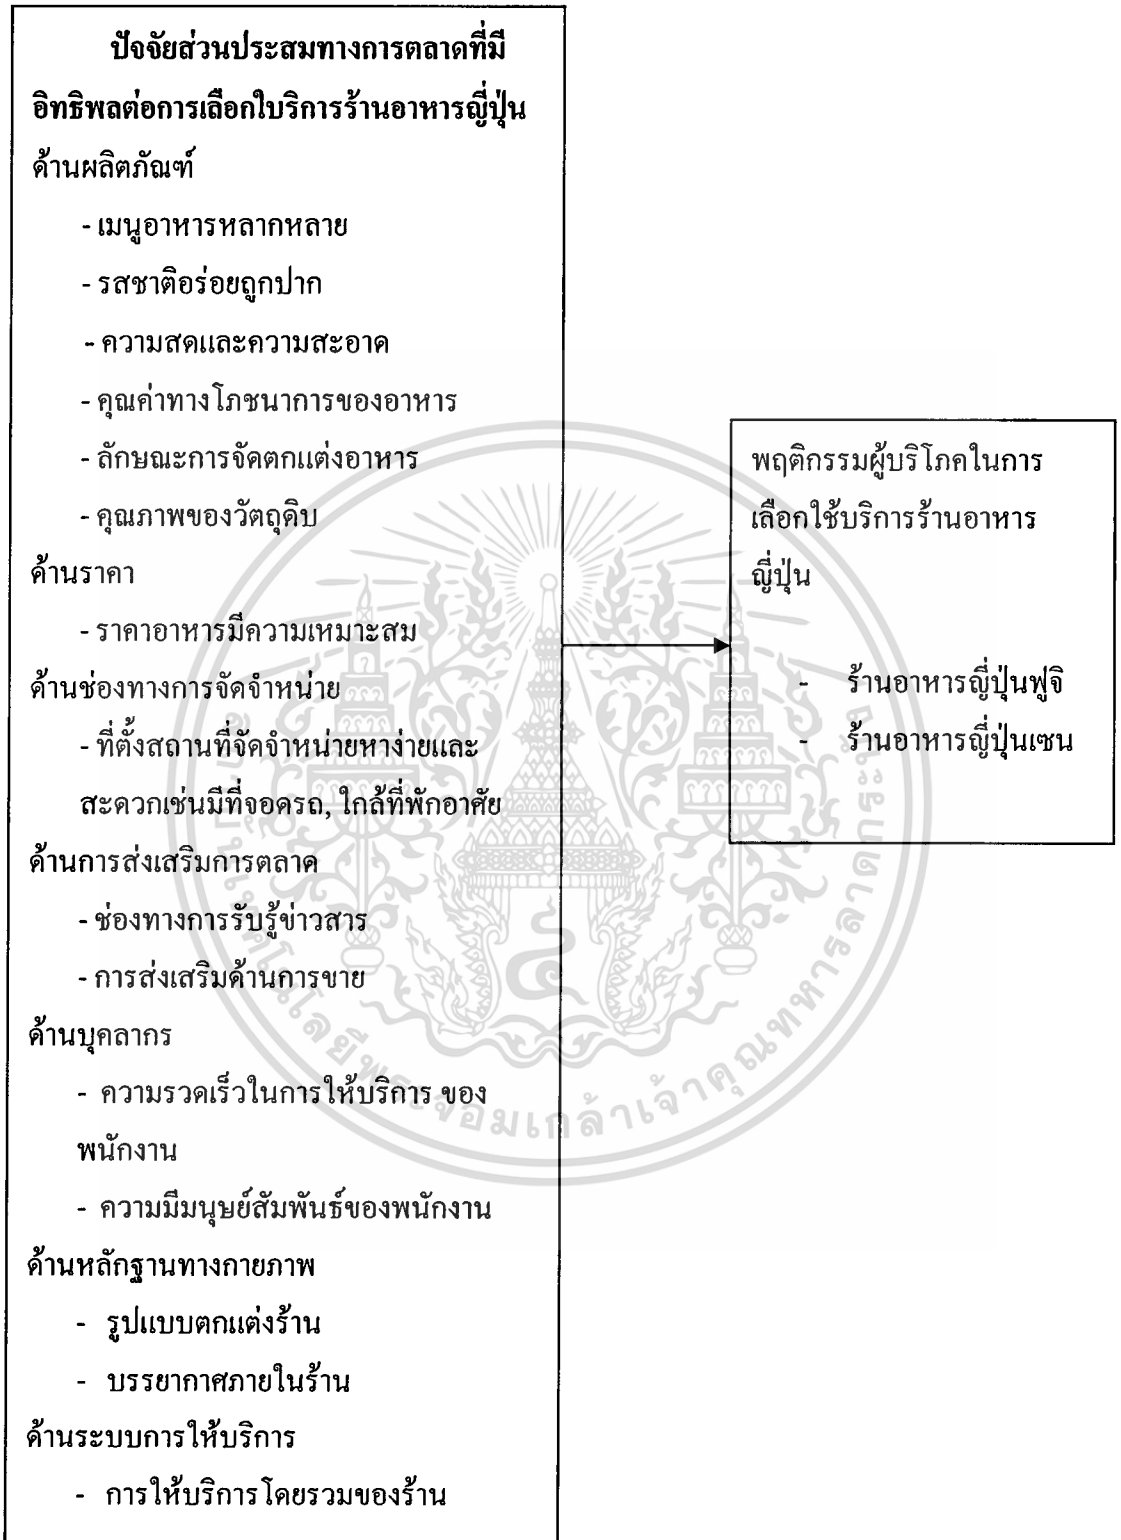 ปัจจัยส่วนประสมทางการตลาดที่มี
อิทธิพลต่อการเลือกใบริการร้านอาหารญี่ปุ่น
ด้านผลิตภัณฑ์
- เมนูอาหารหลากหลาย
- รสชาติอร่อยถูกปาก
- ความสดและความสะอาด
- คุณค่าทางโภชนาการของอาหาร
- ลักษณะการจัดตกแต่งอาหาร
- คุณภาพของวัตถุดิบ
ด้านราคา
- ราคาอาหารมีความเหมาะสม
ด้านช่องทางการจัดจำหน่าย
- ที่ตั้งสถานที่จัดจำหน่ายหาง่ายและ
สะดวกเช่นมีที่จอดรถ, ใกล้ที่พักอาศัย
ด้านการส่งเสริมการตลาด
- ช่องทางการรับรู้ข่าวสาร
- การส่งเสริมด้านการขาย
ด้านบุคลากร
- ความรวดเร็วในการให้บริการ ของ
พนักงาน
- ความมีมนุษย์สัมพันธ์ของพนักงาน
ด้านหลักฐานทางกายภาพ
- รูปแบบตกแต่งร้าน
- บรรยากาศภายในร้าน
ด้านระบบการให้บริการ
- การให้บริการโดยรวมของร้าน
พฤติกรรมผู้บริโภคในการ
เลือกใช้บริการร้านอาหาร
ญี่ปุ่น
- ร้านอาหารญี่ปุ่นฟูจิ
- ร้านอาหารญี่ปุ่นเซน